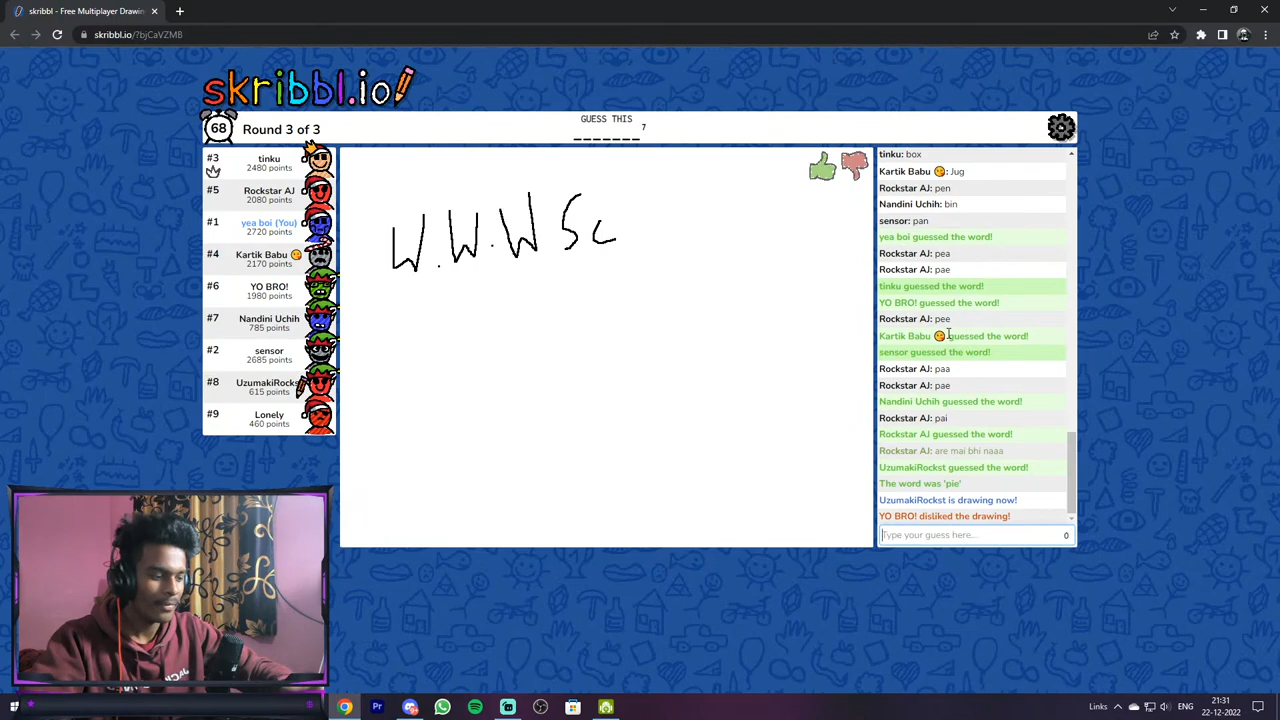 skribbl - Free Multiplayer Drawin
skribbl.io/?bjCaVZM8
skribbl.io
68
Round 3 of 3
GUESS THIS
_______ 7
#3 tinku
2480 points
#5 Rockstar AJ
2080 points
#1 yea boi (You)
2720 points
#4 Kartik Babu 😘
2170 points
#6 YO BRO!
1980 points
#7 Nandini Uchih
785 points
#2 sensor
2685 points
#8 UzumakiRocks
615 points
#9 Lonely
460 points
W.W.W Sc
tinku: box
Kartik Babu 😘: Jug
Rockstar AJ: pen
Nandini Uchih: bin
sensor: pan
yea boi guessed the word!
Rockstar AJ: pea
Rockstar AJ: pae
tinku guessed the word!
YO BRO! guessed the word!
Rockstar AJ: pee
Kartik Babu 😘 guessed the word!
sensor guessed the word!
Rockstar AJ: paa
Rockstar AJ: pae
Nandini Uchih guessed the word!
Rockstar AJ: pai
Rockstar AJ guessed the word!
Rockstar AJ: are mai bhi naaa
UzumakiRockst guessed the word!
The word was 'pie'
UzumakiRockst is drawing now!
YO BRO! disliked the drawing!
Type your guess here... 0
Links
ENG
21:31
22-12-2022